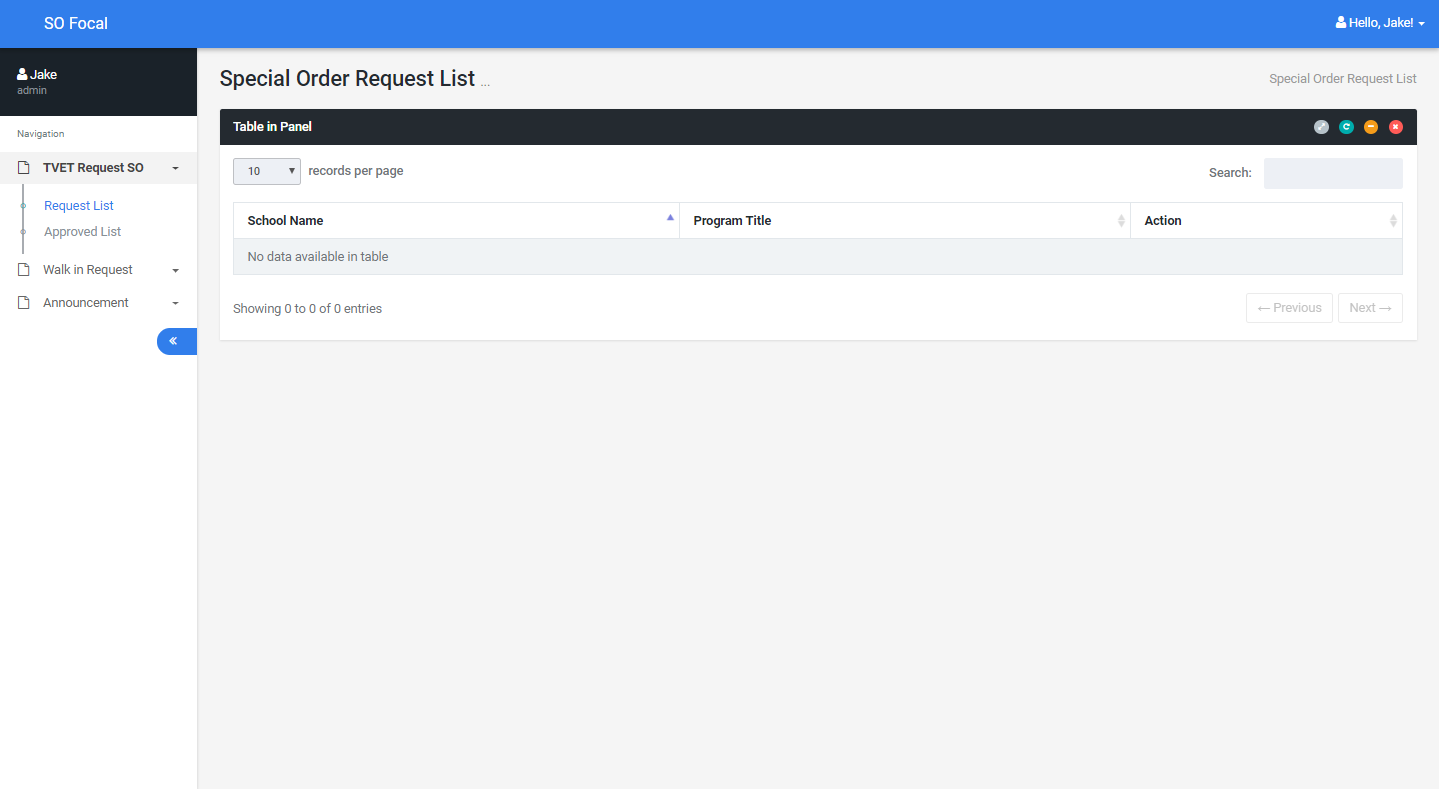 SO Focal
Hello, Jake!
Jake
admin
Navigation
TVET Request SO
Request List
Approved List
Walk in Request
Announcement
Special Order Request List ...
Special Order Request List
Table in Panel
10 records per page
Search:
School Name Program Title Action
No data available in table
Showing 0 to 0 of 0 entries
← Previous Next →